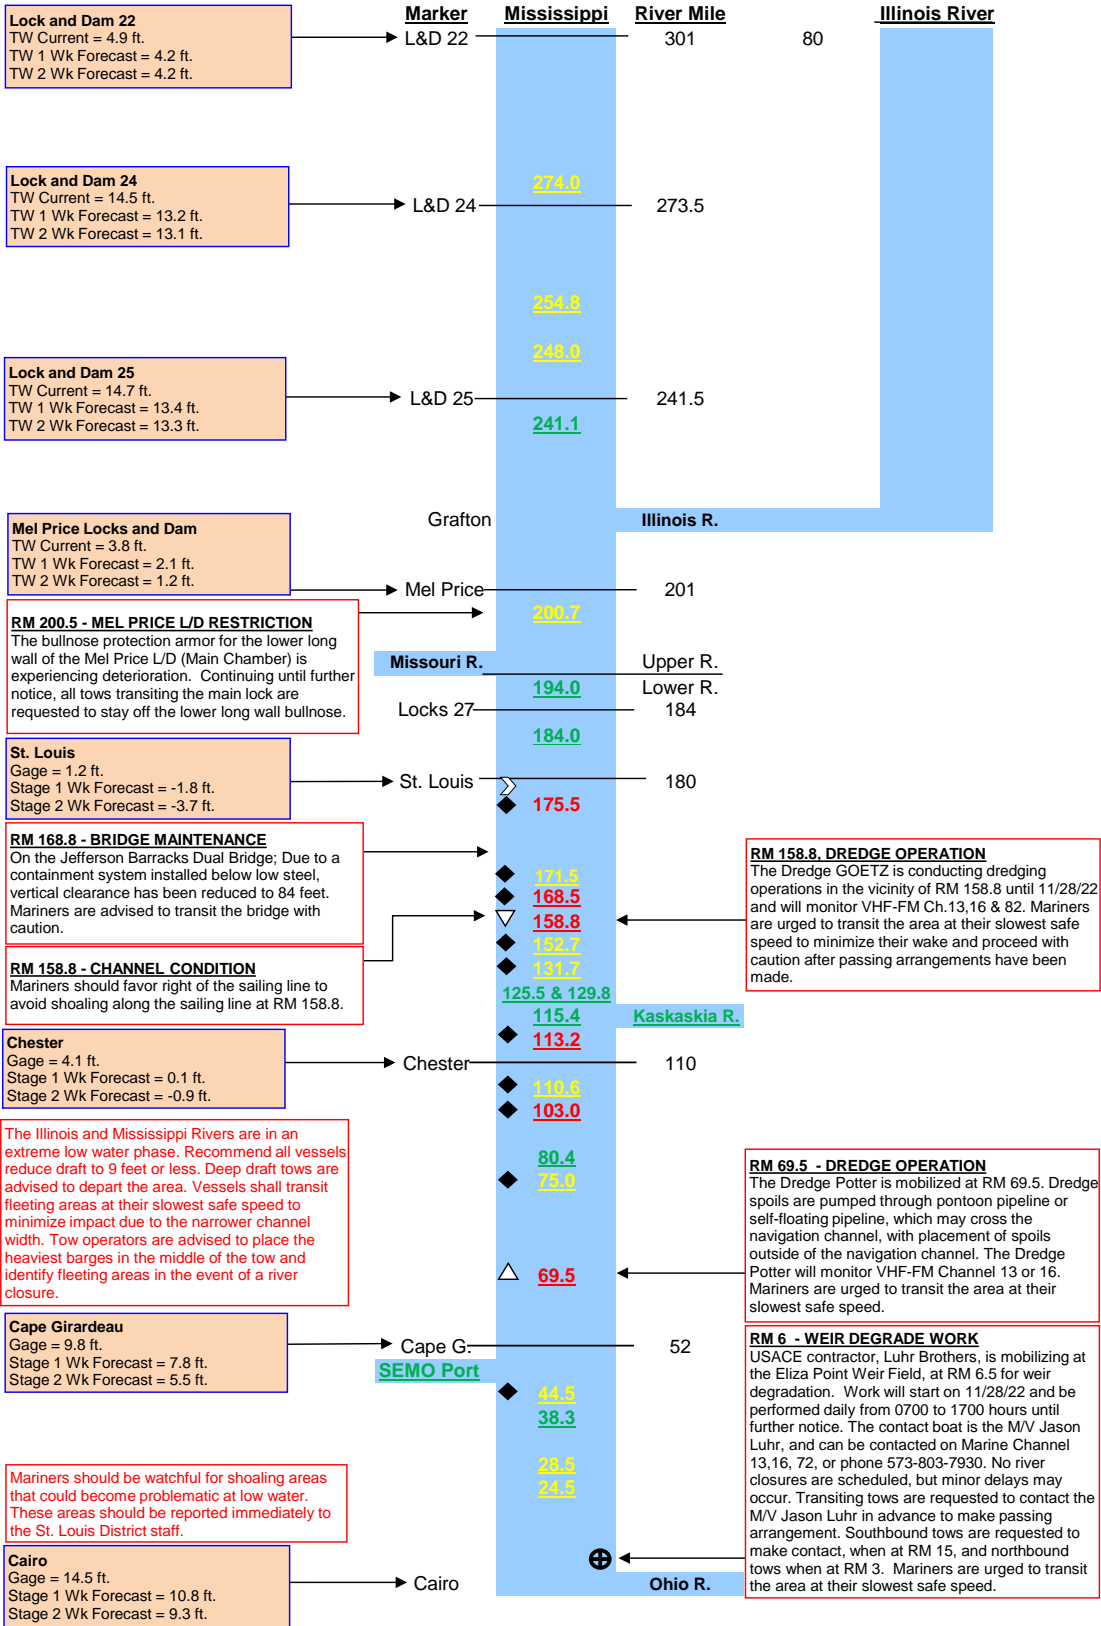 Marker Mississippi River Mile Illinois River
Lock and Dam 22
TW Current = 4.9 ft.
TW 1 Wk Forecast = 4.2 ft.
TW 2 Wk Forecast = 4.2 ft.
L&D 22 301 80
Lock and Dam 24
TW Current = 14.5 ft.
TW 1 Wk Forecast = 13.2 ft.
TW 2 Wk Forecast = 13.1 ft.
274.0
L&D 24 273.5
254.8
248.0
Lock and Dam 25
TW Current = 14.7 ft.
TW 1 Wk Forecast = 13.4 ft.
TW 2 Wk Forecast = 13.3 ft.
L&D 25 241.5
241.1
Grafton Illinois R.
Mel Price Locks and Dam
TW Current = 3.8 ft.
TW 1 Wk Forecast = 2.1 ft.
TW 2 Wk Forecast = 1.2 ft.
Mel Price 201
200.7
RM 200.5 - MEL PRICE L/D RESTRICTION
The bullnose protection armor for the lower long
wall of the Mel Price L/D (Main Chamber) is
experiencing deterioration. Continuing until further
notice, all tows transiting the main lock are
requested to stay off the lower long wall bullnose.
Missouri R. Upper R.
194.0 Lower R.
Locks 27 184
184.0
St. Louis
Gage = 1.2 ft.
Stage 1 Wk Forecast = -1.8 ft.
Stage 2 Wk Forecast = -3.7 ft.
St. Louis 180
175.5
RM 168.8 - BRIDGE MAINTENANCE
On the Jefferson Barracks Dual Bridge; Due to a
containment system installed below low steel,
vertical clearance has been reduced to 84 feet.
Mariners are advised to transit the bridge with
caution.
RM 158.8 - CHANNEL CONDITION
Mariners should favor right of the sailing line to
avoid shoaling along the sailing line at RM 158.8.
171.5
168.5
158.8
152.7
131.7
125.5 & 129.8
115.4 Kaskaskia R.
113.2
RM 158.8, DREDGE OPERATION
The Dredge GOETZ is conducting dredging
operations in the vicinity of RM 158.8 until 11/28/22
and will monitor VHF-FM Ch.13,16 & 82. Mariners
are urged to transit the area at their slowest safe
speed to minimize their wake and proceed with
caution after passing arrangements have been
made.
Chester
Gage = 4.1 ft.
Stage 1 Wk Forecast = 0.1 ft.
Stage 2 Wk Forecast = -0.9 ft.
Chester 110
110.6
103.0
The Illinois and Mississippi Rivers are in an
extreme low water phase. Recommend all vessels
reduce draft to 9 feet or less. Deep draft tows are
advised to depart the area. Vessels shall transit
fleeting areas at their slowest safe speed to
minimize impact due to the narrower channel
width. Tow operators are advised to place the
heaviest barges in the middle of the tow and
identify fleeting areas in the event of a river
closure.
80.4
75.0
69.5
RM 69.5 - DREDGE OPERATION
The Dredge Potter is mobilized at RM 69.5. Dredge
spoils are pumped through pontoon pipeline or
self-floating pipeline, which may cross the
navigation channel, with placement of spoils
outside of the navigation channel. The Dredge
Potter will monitor VHF-FM Channel 13 or 16.
Mariners are urged to transit the area at their
slowest safe speed.
Cape Girardeau
Gage = 9.8 ft.
Stage 1 Wk Forecast = 7.8 ft.
Stage 2 Wk Forecast = 5.5 ft.
Cape G. 52
SEMO Port
44.5
38.3
28.5
24.5
RM 6 - WEIR DEGRADE WORK
USACE contractor, Luhr Brothers, is mobilizing at
the Eliza Point Weir Field, at RM 6.5 for weir
degradation. Work will start on 11/28/22 and be
performed daily from 0700 to 1700 hours until
further notice. The contact boat is the M/V Jason
Luhr, and can be contacted on Marine Channel
13,16, 72, or phone 573-803-7930. No river
closures are scheduled, but minor delays may
occur. Transiting tows are requested to contact the
M/V Jason Luhr in advance to make passing
arrangement. Southbound tows are requested to
make contact, when at RM 15, and northbound
tows when at RM 3. Mariners are urged to transit
the area at their slowest safe speed.
Mariners should be watchful for shoaling areas
that could become problematic at low water.
These areas should be reported immediately to
the St. Louis District staff.
Cairo
Gage = 14.5 ft.
Stage 1 Wk Forecast = 10.8 ft.
Stage 2 Wk Forecast = 9.3 ft.
Cairo Ohio R.